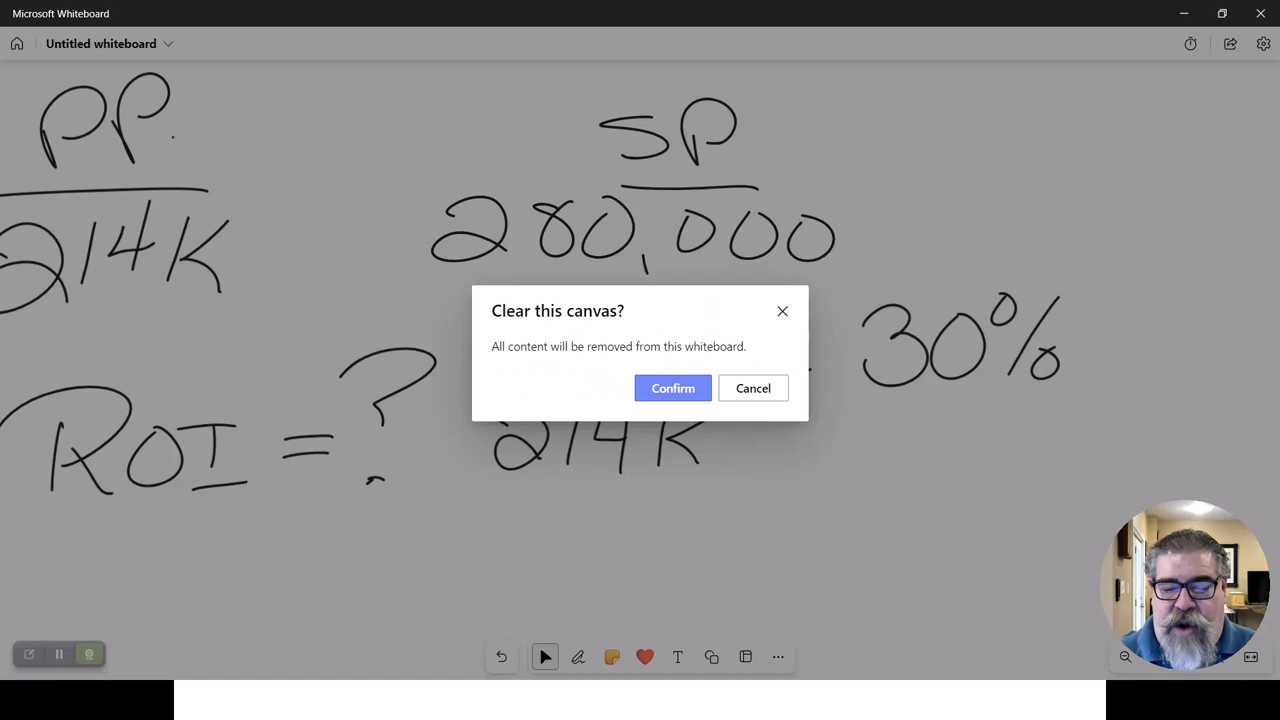 Microsoft Whiteboard
Untitled whiteboard
PP.
SP
214K
280,000
Clear this canvas?
All content will be removed from this whiteboard.
30%
Confirm
Cancel
ROI = ?
214K
T